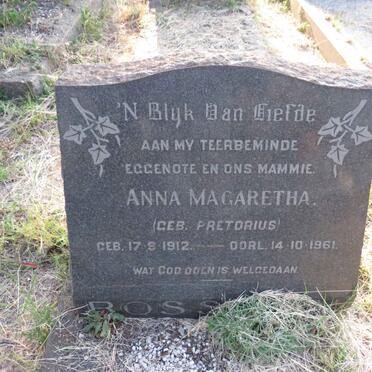 'N Blyk Van Liefde
AAN MY TEERBEMINDE
EGGENOTE EN ONS MAMMIE.
ANNA MAGARETHA.
(GEB. PRETORIUS)
GEB. 17·8·1912. — OORL. 14·10·1961.
WAT GOD DOEN IS WELGEDAAN